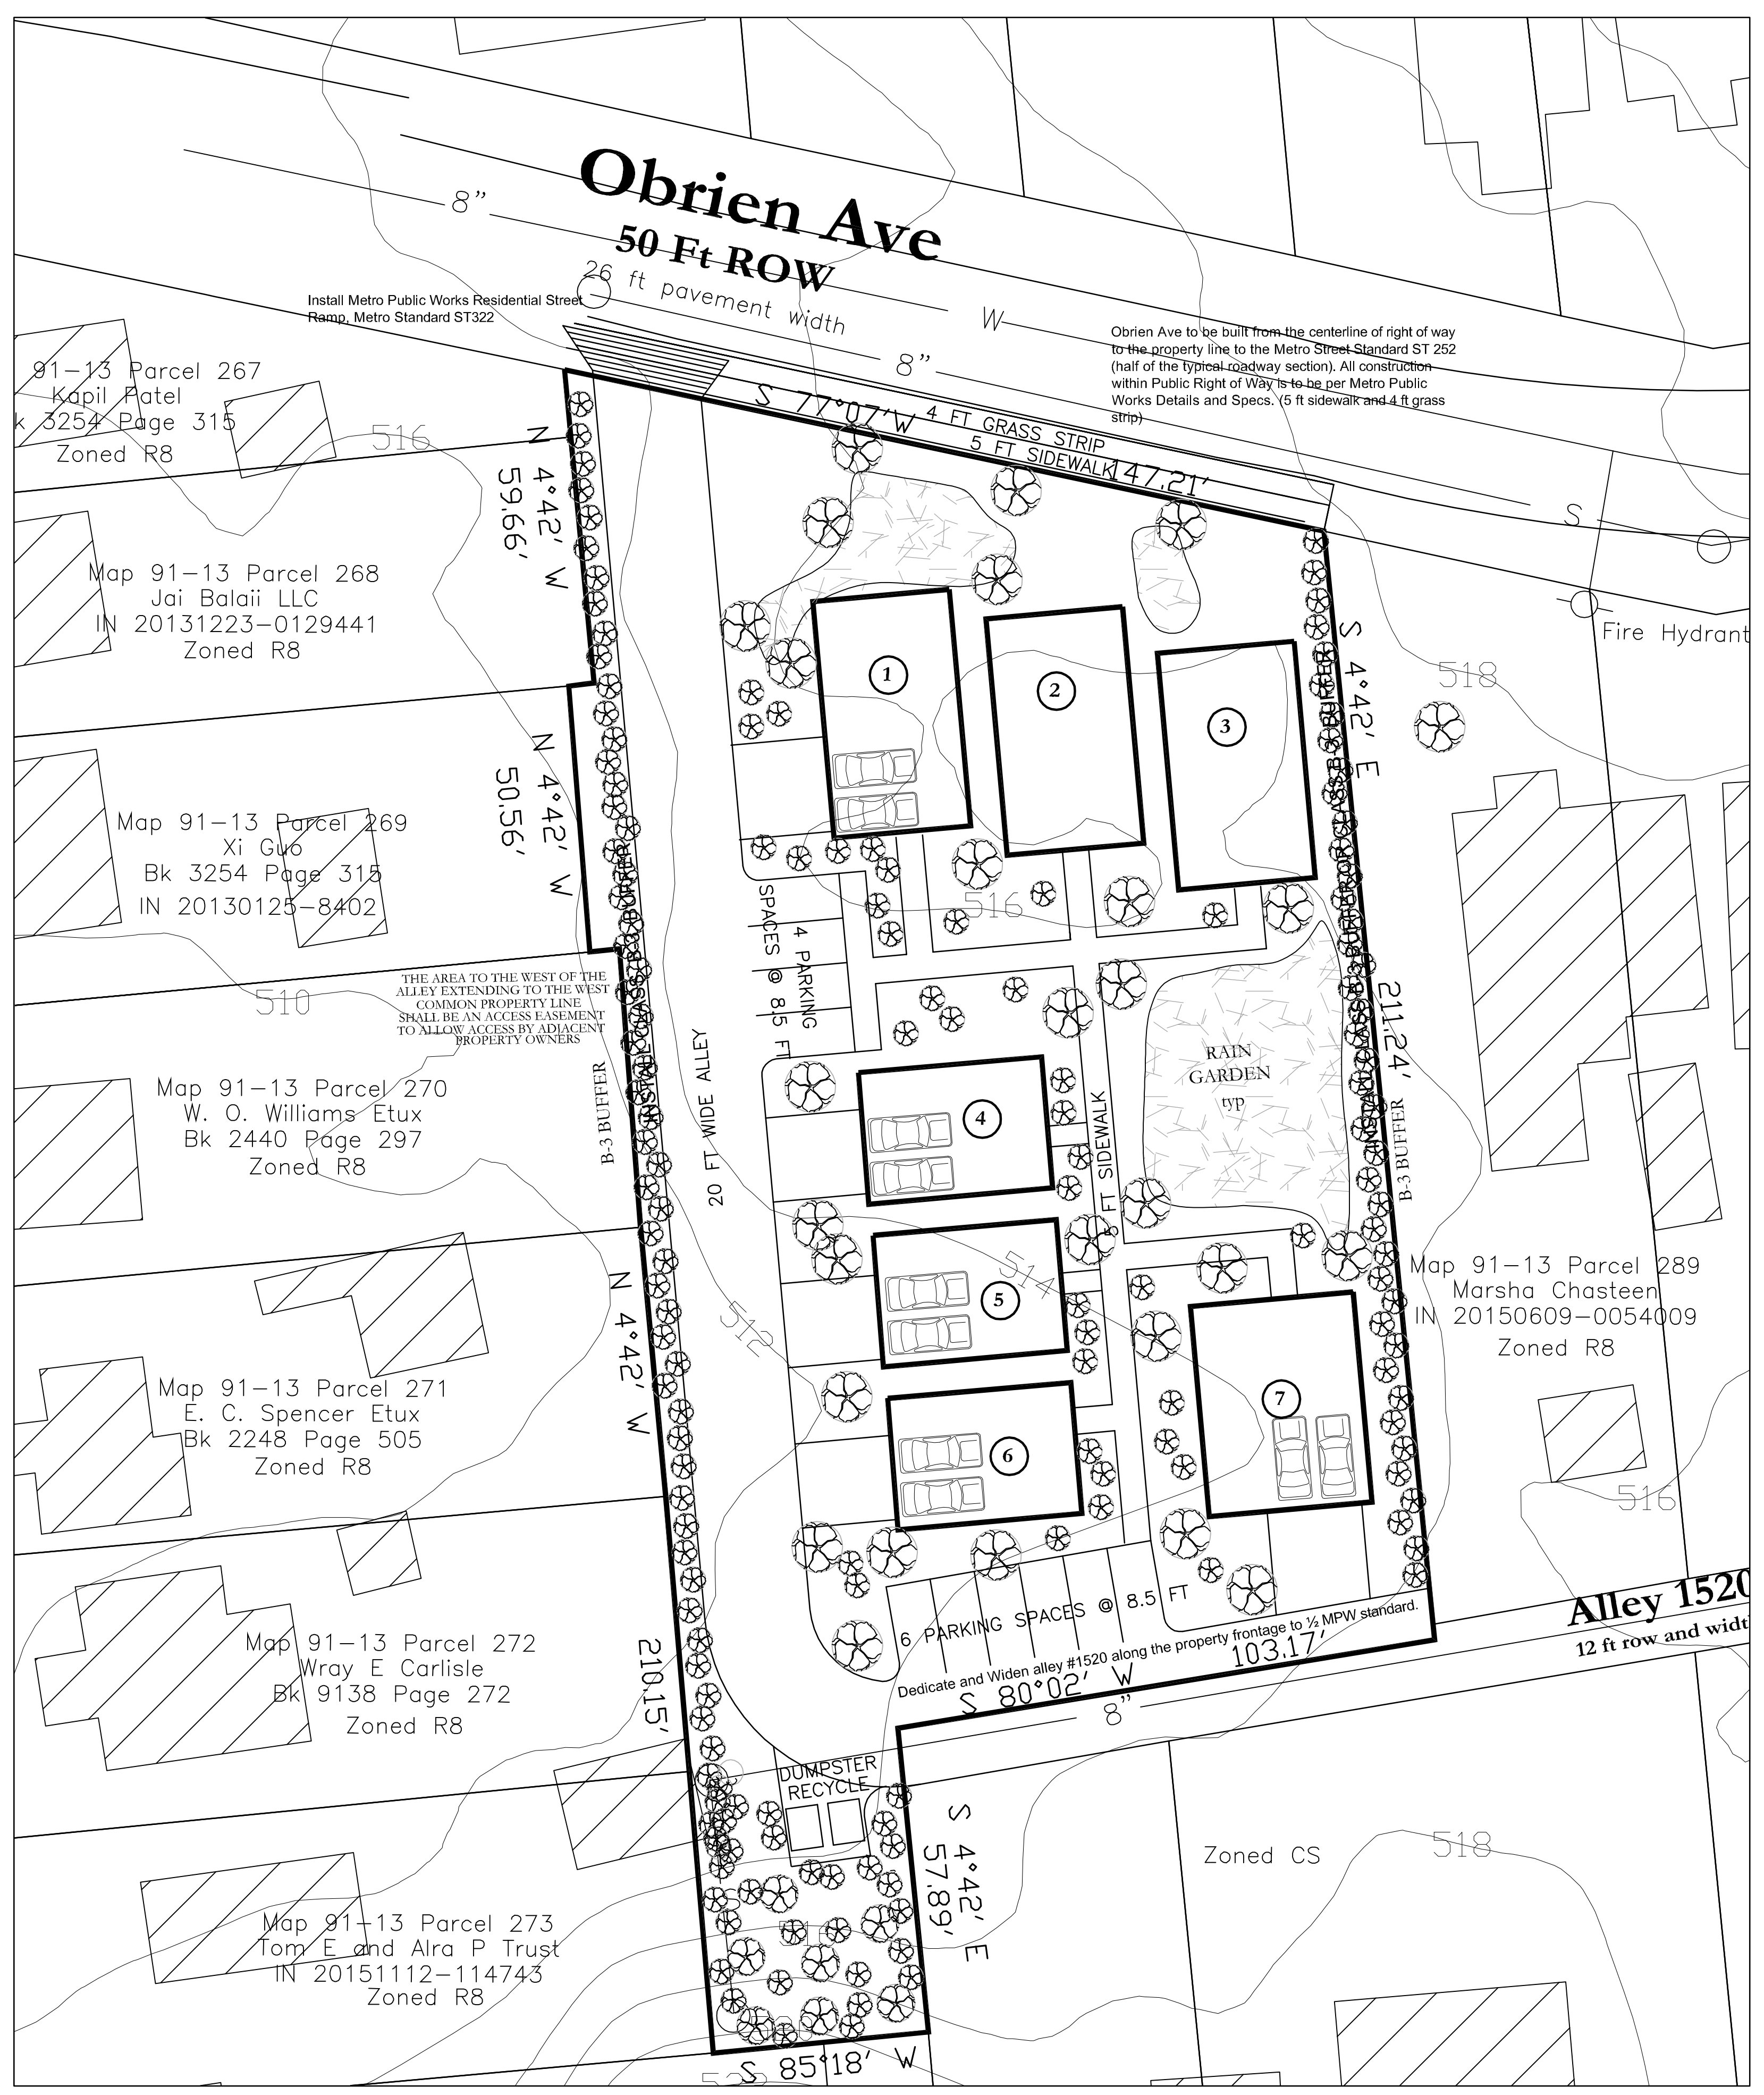 Obrien Ave
50 Ft ROW
26 ft pavement width
8”
8”
W
S
Install Metro Public Works Residential Street
Ramp, Metro Standard ST322
Obrien Ave to be built from the centerline of right of way
to the property line to the Metro Street Standard ST 252
(half of the typical roadway section). All construction
within Public Right of Way is to be per Metro Public
Works Details and Specs. (5 ft sidewalk and 4 ft grass
strip)
S 77°07'W
147.21'
4 FT GRASS STRIP
5 FT SIDEWALK
91-13 Parcel 267
Kapil Patel
k 3254 Page 315
Zoned R8
516
N 4°42' W
59.66'
Map 91-13 Parcel 268
Jai Balaii LLC
IN 20131223-0129441
Zoned R8
Fire Hydrant
518
S 4°42' E
211.24'
1
2
3
N 4°42' W
50.56'
Map 91-13 Parcel 269
Xi Guo
Bk 3254 Page 315
IN 20130125-8402
516
4 PARKING
SPACES @ 8.5 FT
510
THE AREA TO THE WEST OF THE
ALLEY EXTENDING TO THE WEST
COMMON PROPERTY LINE
SHALL BE AN ACCESS EASEMENT
TO ALLOW ACCESS BY ADJACENT
PROPERTY OWNERS
B-3 BUFFER
20 FT WIDE ALLEY
RAIN
GARDEN
typ
FT SIDEWALK
B-3 BUFFER
4
5
6
7
514
512
Map 91-13 Parcel 270
W. O. Williams Etux
Bk 2440 Page 297
Zoned R8
Map 91-13 Parcel 289
Marsha Chasteen
IN 20150609-0054009
Zoned R8
N 4°42' W
210.15'
Map 91-13 Parcel 271
E. C. Spencer Etux
Bk 2248 Page 505
Zoned R8
516
6 PARKING SPACES @ 8.5 FT
Dedicate and Widen alley #1520 along the property frontage to ½ MPW standard.
S 80°02' W
103.17'
8”
Alley 1520
12 ft row and widt
Map 91-13 Parcel 272
Wray E Carlisle
Bk 9138 Page 272
Zoned R8
DUMPSTER
RECYCLE
S 4°42' E
57.89'
Zoned CS
518
Map 91-13 Parcel 273
Tom E and Alra P Trust
IN 20151112-114743
Zoned R8
S 85°18' W